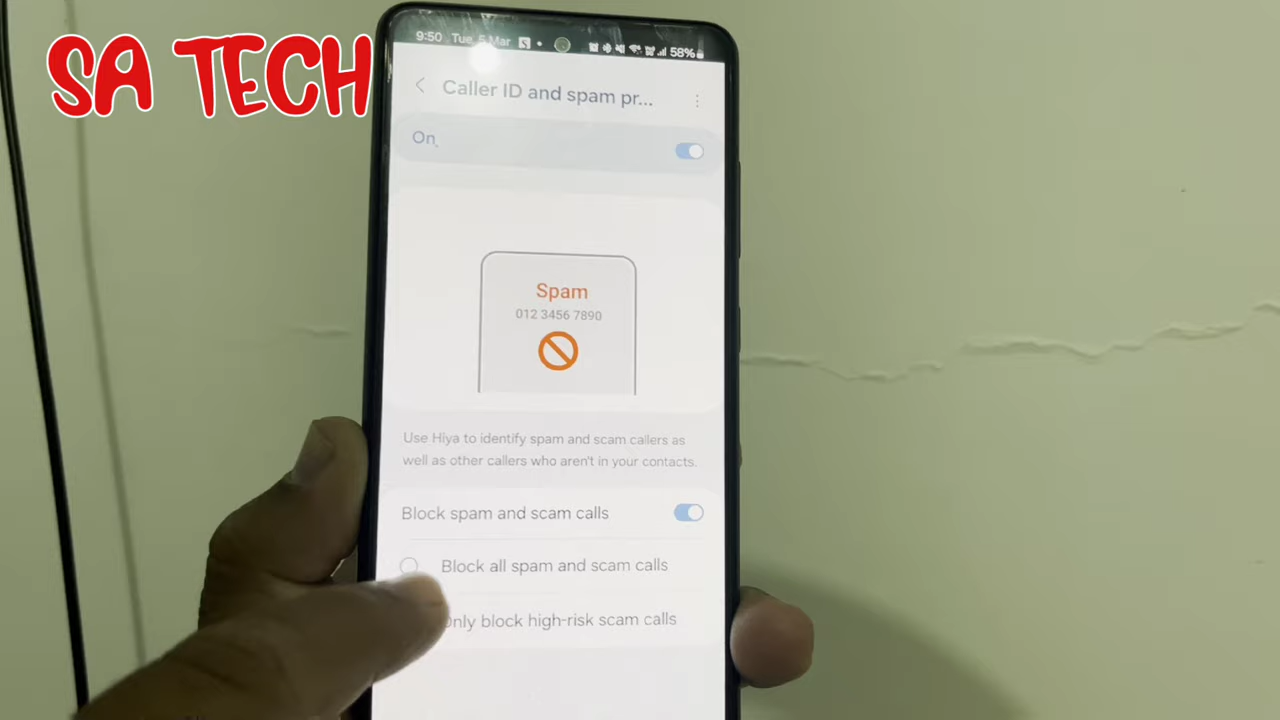 SA TECH
9:50 Tue, 5 Mar 58%
Caller ID and spam pr...
On
Spam
012 3456 7890
Use Hiya to identify spam and scam callers as
well as other callers who aren't in your contacts.
Block spam and scam calls
Block all spam and scam calls
Only block high-risk scam calls